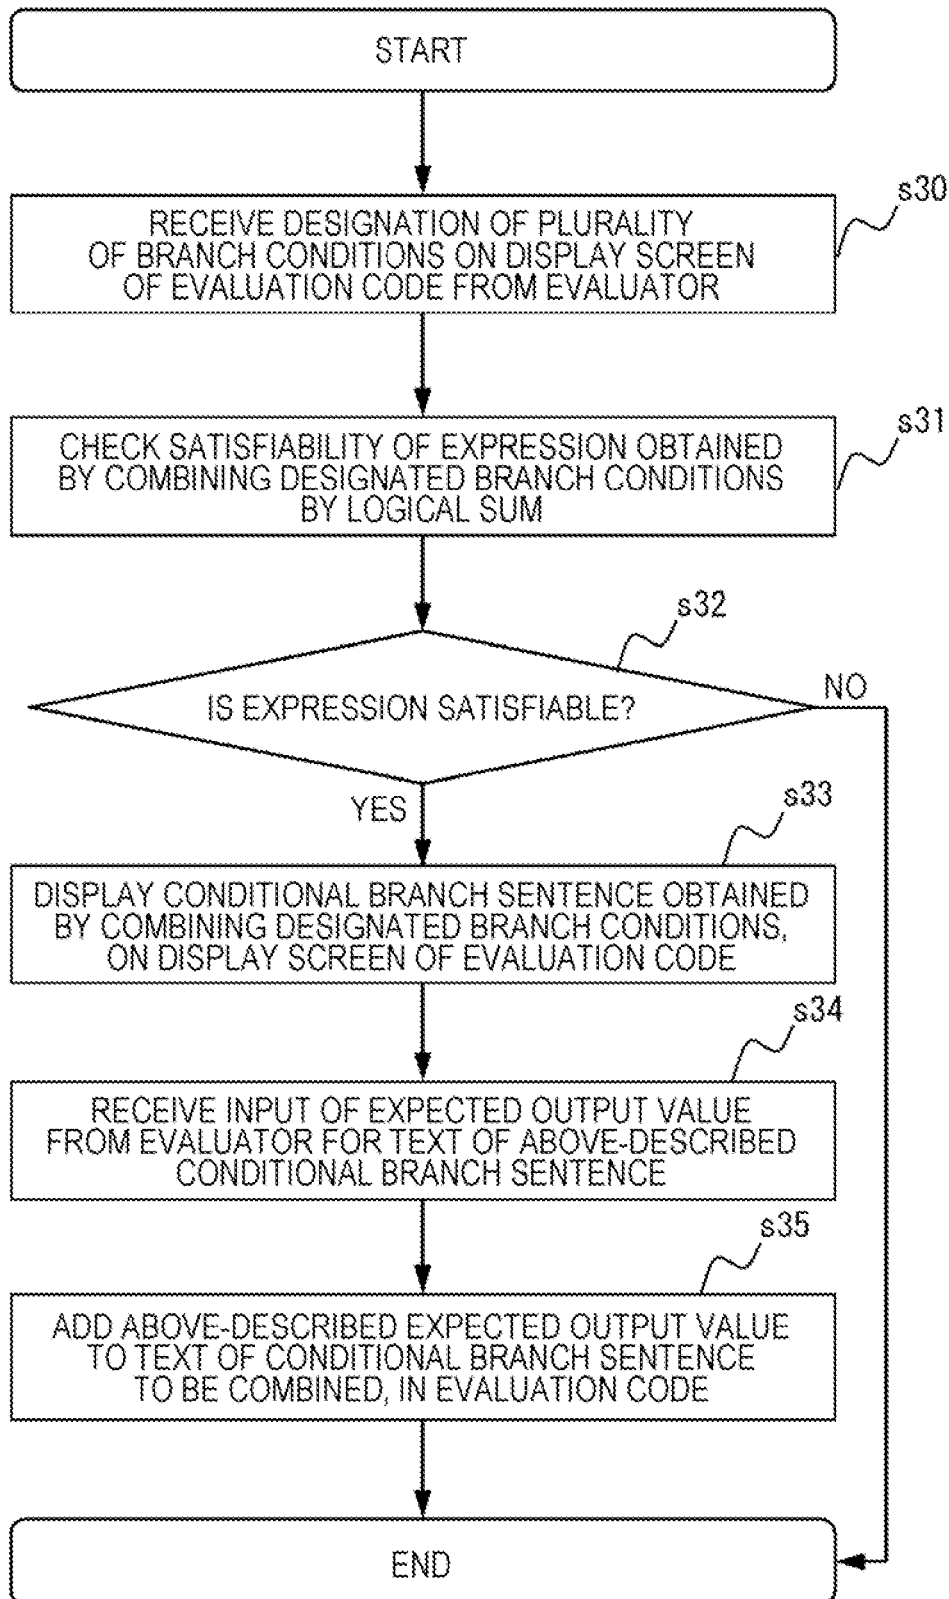 START
s30
RECEIVE DESIGNATION OF PLURALITY
OF BRANCH CONDITIONS ON DISPLAY SCREEN
OF EVALUATION CODE FROM EVALUATOR
s31
CHECK SATISFIABILITY OF EXPRESSION OBTAINED
BY COMBINING DESIGNATED BRANCH CONDITIONS
BY LOGICAL SUM
s32
IS EXPRESSION SATISFIABLE?
NO
YES
s33
DISPLAY CONDITIONAL BRANCH SENTENCE OBTAINED
BY COMBINING DESIGNATED BRANCH CONDITIONS,
ON DISPLAY SCREEN OF EVALUATION CODE
s34
RECEIVE INPUT OF EXPECTED OUTPUT VALUE
FROM EVALUATOR FOR TEXT OF ABOVE-DESCRIBED
CONDITIONAL BRANCH SENTENCE
s35
ADD ABOVE-DESCRIBED EXPECTED OUTPUT VALUE
TO TEXT OF CONDITIONAL BRANCH SENTENCE
TO BE COMBINED, IN EVALUATION CODE
END